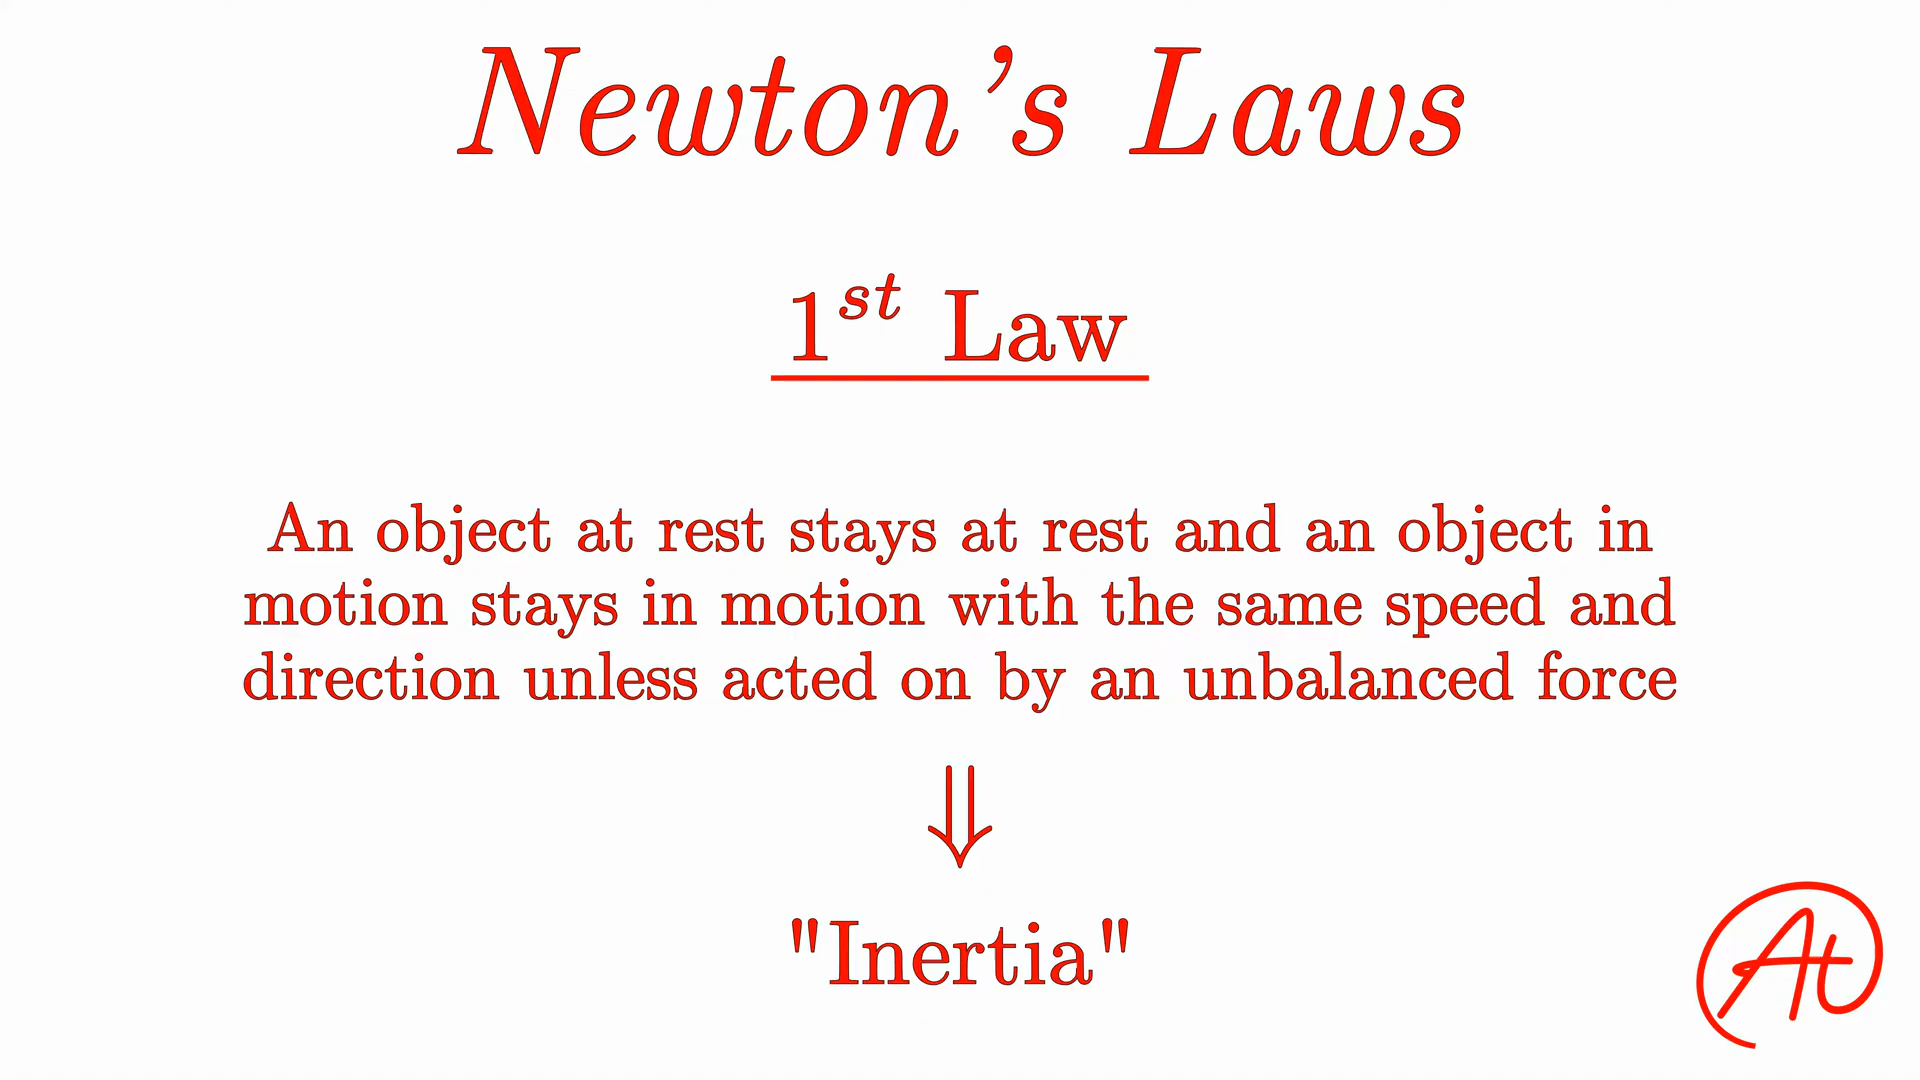 Newton's Laws
1st Law
An object at rest stays at rest and an object in
motion stays in motion with the same speed and
direction unless acted on by an unbalanced force
"Inertia"
At